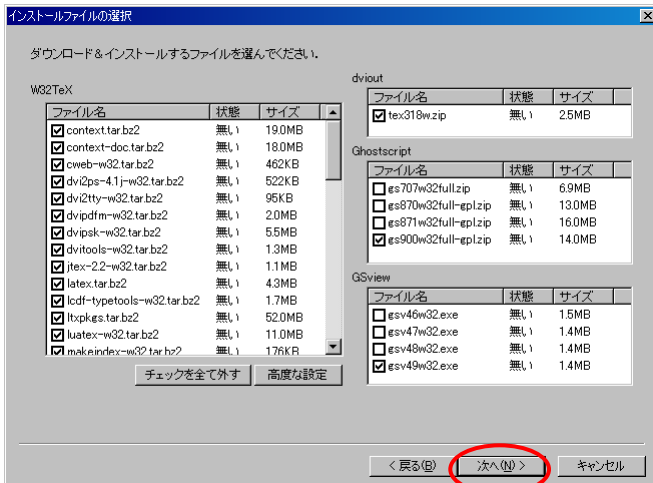 インストールファイルの選択
ダウンロード＆インストールするファイルを選んでください.
W32TeX
ファイル名 状態 サイズ
context.tar.bz2 無い 19.0MB
context-doc.tar.bz2 無い 18.0MB
cweb-w32.tar.bz2 無い 462KB
dvi2ps-4.1j-w32.tar.bz2 無い 522KB
dvi2tty-w32.tar.bz2 無い 95KB
dvipdfm-w32.tar.bz2 無い 2.0MB
dvipsk-w32.tar.bz2 無い 5.5MB
dvitools-w32.tar.bz2 無い 1.3MB
jtex-2.2-w32.tar.bz2 無い 1.1MB
latex.tar.bz2 無い 4.3MB
lcdf-typetools-w32.tar.bz2 無い 1.7MB
ltxpkgs.tar.bz2 無い 52.0MB
luatex-w32.tar.bz2 無い 11.0MB
makeindex-w32.tar.bz2 無い 176KB
チェックを全て外す 高度な設定
dviout
ファイル名 状態 サイズ
tex318w.zip 無い 2.5MB
Ghostscript
ファイル名 状態 サイズ
gs707w32full.zip 無い 6.9MB
gs870w32full-gpl.zip 無い 13.0MB
gs871w32full-gpl.zip 無い 16.0MB
gs900w32full-gpl.zip 無い 14.0MB
GSview
ファイル名 状態 サイズ
gsv46w32.exe 無い 1.5MB
gsv47w32.exe 無い 1.4MB
gsv48w32.exe 無い 1.4MB
gsv49w32.exe 無い 1.4MB
< 戻る(B) 次へ(N) > キャンセル